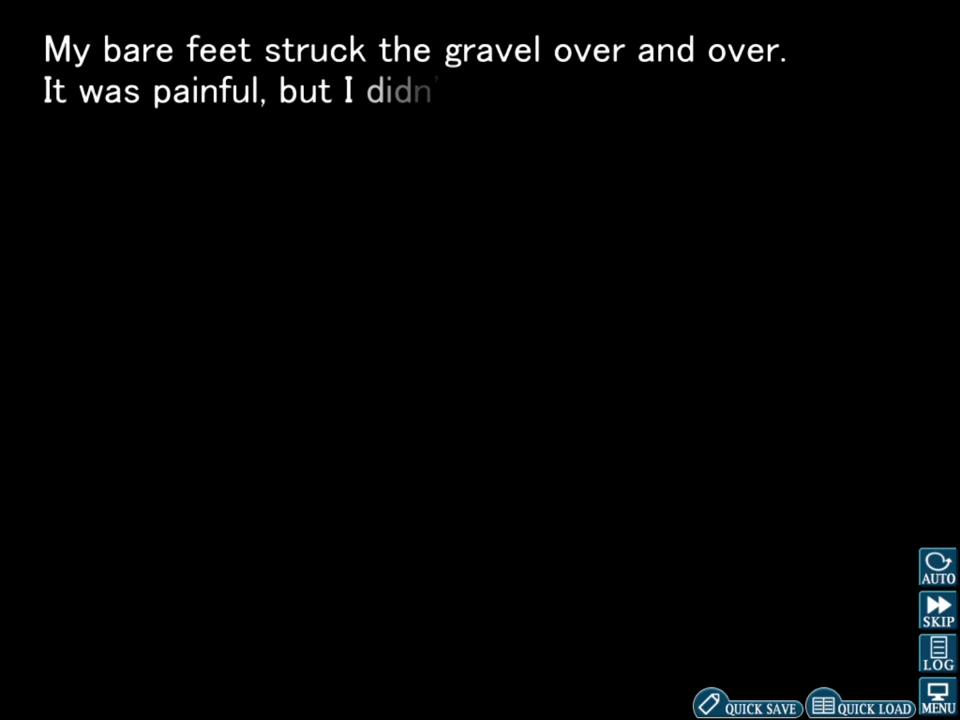 My bare feet struck the gravel over and over.
It was painful, but I didn'
AUTO
SKIP
LOG
QUICK SAVE
QUICK LOAD
MENU